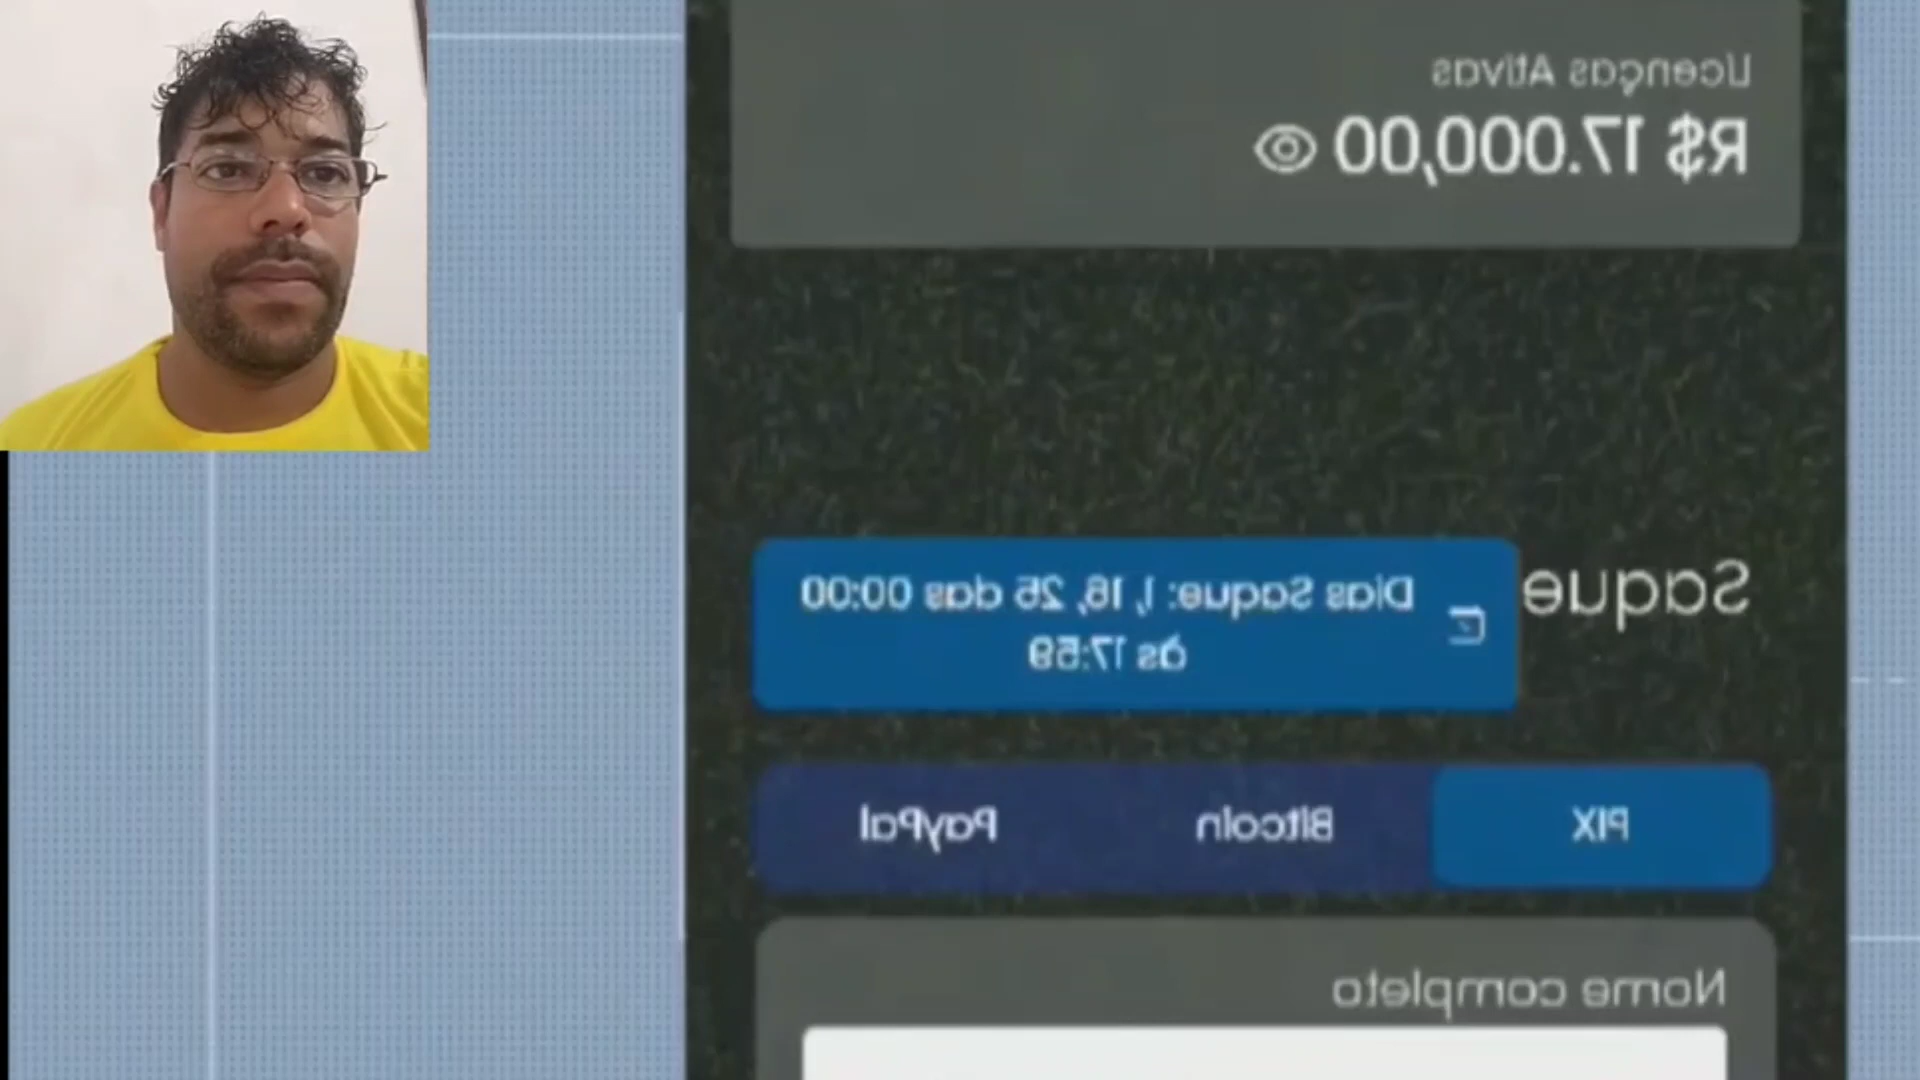 Licenças Ativas
R$ 17.000,00
Saque
Dias Saque: 1, 16, 25 das 00:00
às 17:59
PIX
Bitcoin
PayPal
Nome completo